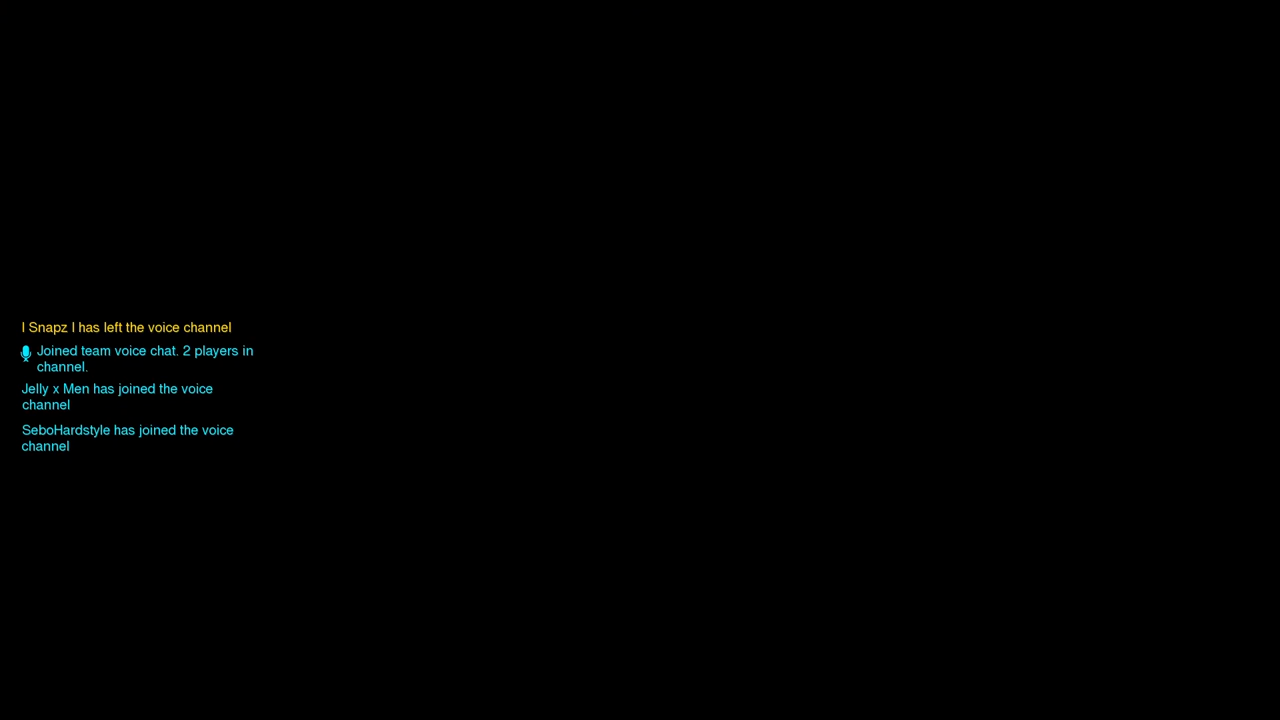 I Snapz I has left the voice channel
Joined team voice chat. 2 players in
channel.
Jelly x Men has joined the voice
channel
SeboHardstyle has joined the voice
channel